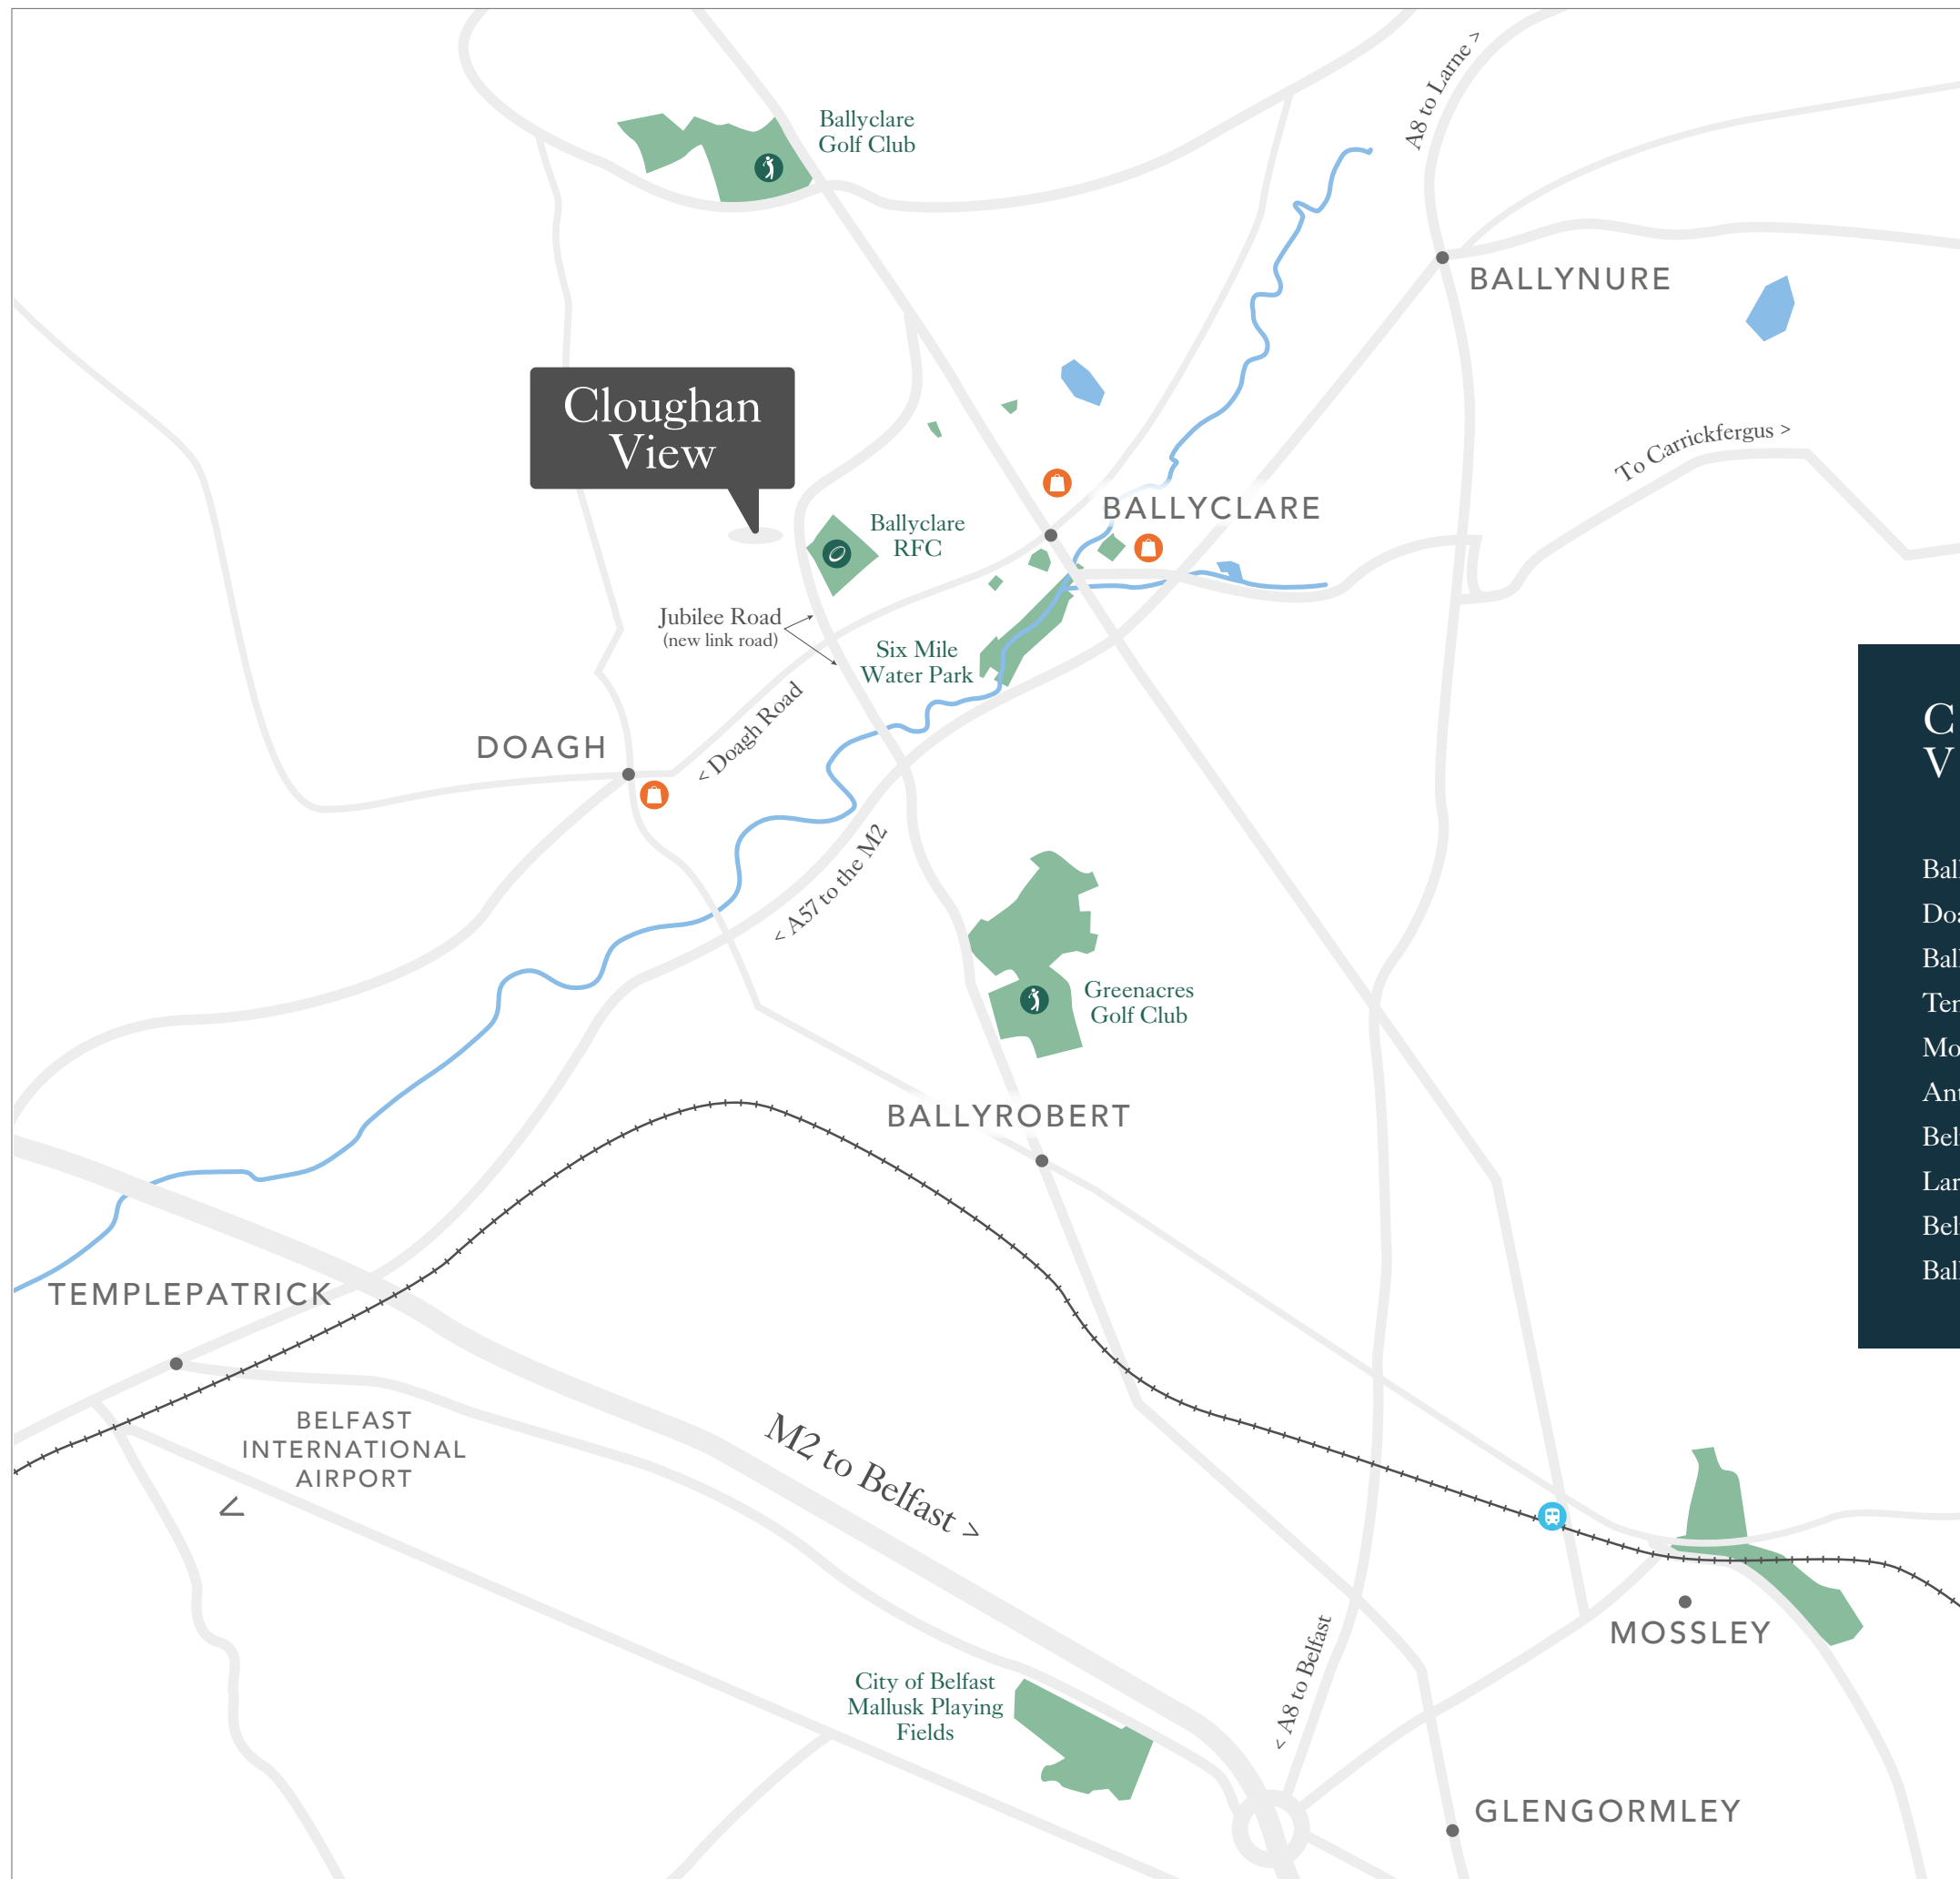 Ballyclare
Golf Club
A8 to Larne >
BALLYNURE
Cloughan
View
To Carrickfergus >
BALLYCLARE
Ballyclare
RFC
Jubilee Road
(new link road)
Six Mile
Water Park
< Doagh Road
DOAGH
< A57 to the M2
Greenacres
Golf Club
BALLYROBERT
TEMPLEPATRICK
BELFAST
INTERNATIONAL
AIRPORT
<
M2 to Belfast >
< A8 to Belfast
MOSSLEY
City of Belfast
Mallusk Playing
Fields
GLENGORMLEY
C
V